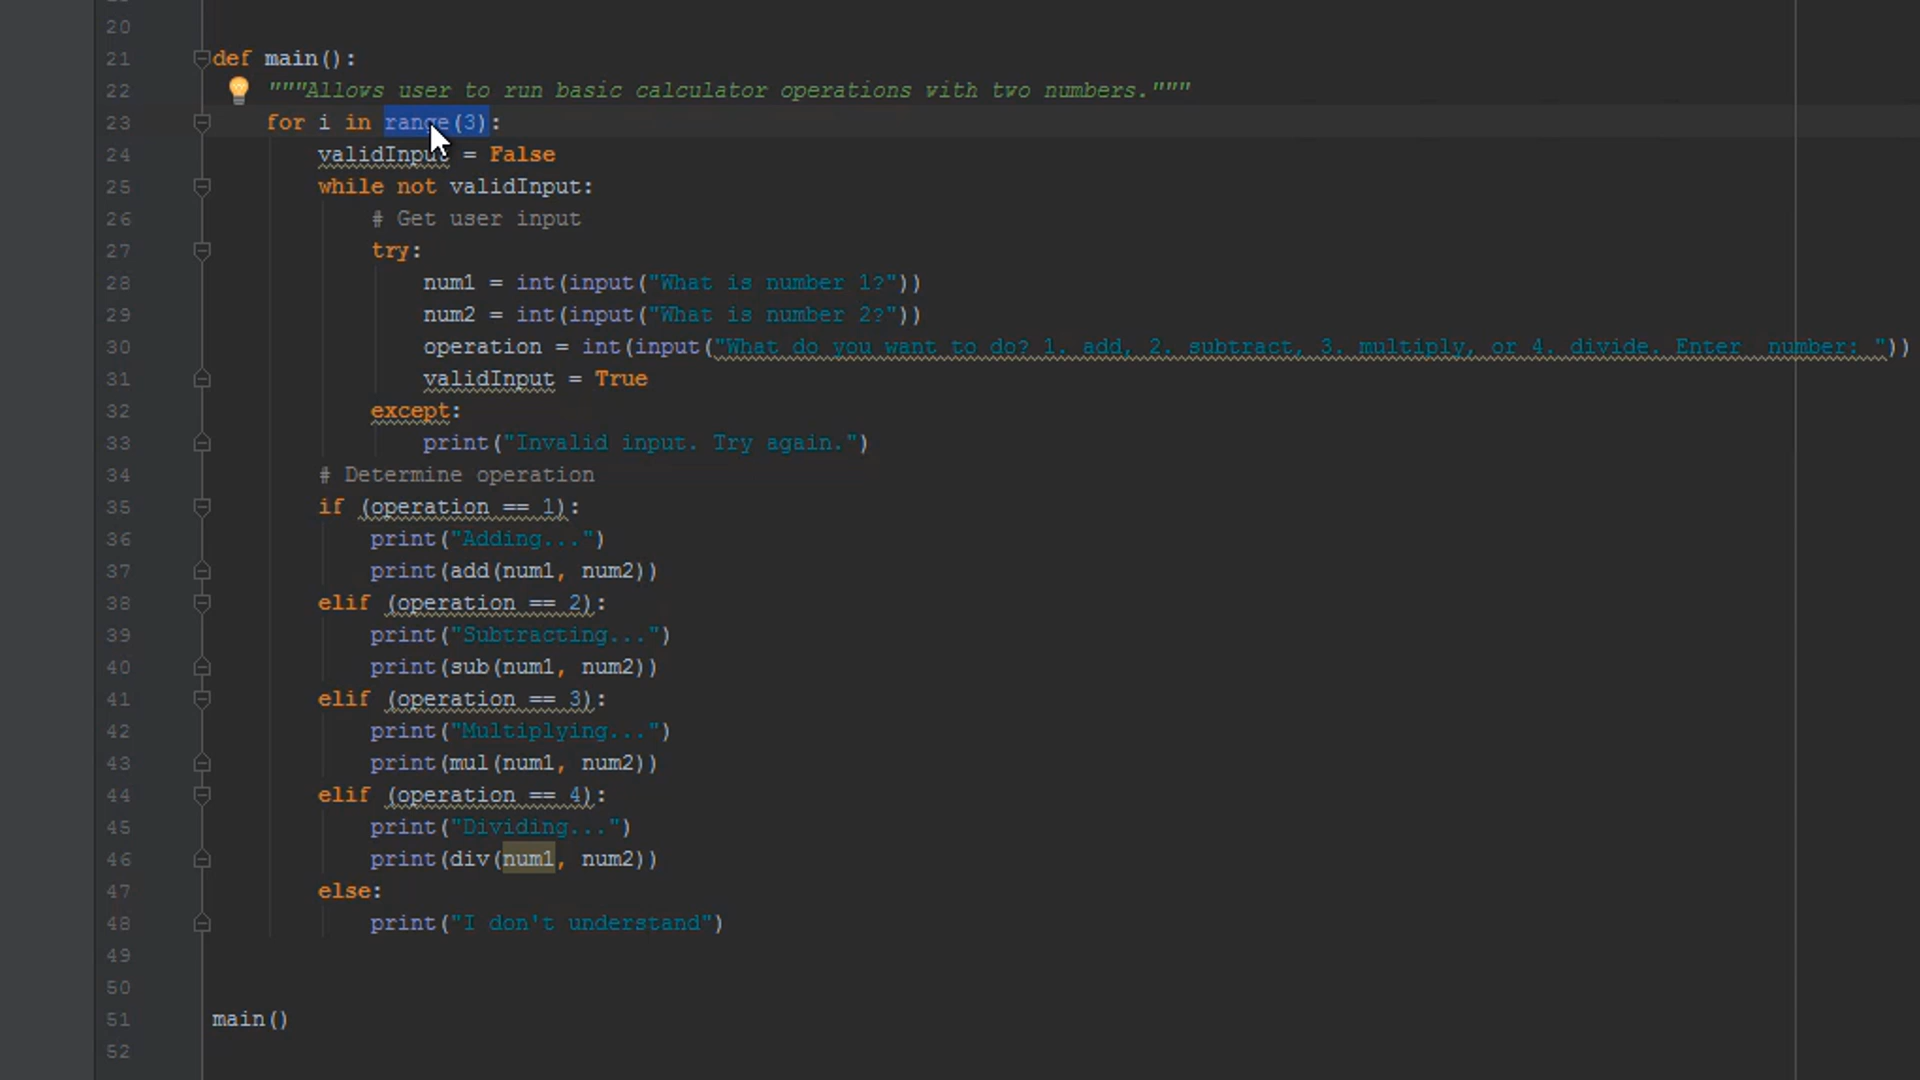 20
21 def main():
22 """Allows user to run basic calculator operations with two numbers."""
23 for i in range(3):
24 validInput = False
25 while not validInput:
26 # Get user input
27 try:
28 num1 = int(input("What is number 1?"))
29 num2 = int(input("What is number 2?"))
30 operation = int(input("What do you want to do? 1. add, 2. subtract, 3. multiply, or 4. divide. Enter  number: "))
31 validInput = True
32 except:
33 print("Invalid input. Try again.")
34 # Determine operation
35 if (operation == 1):
36 print("Adding...")
37 print(add(num1, num2))
38 elif (operation == 2):
39 print("Subtracting...")
40 print(sub(num1, num2))
41 elif (operation == 3):
42 print("Multiplying...")
43 print(mul(num1, num2))
44 elif (operation == 4):
45 print("Dividing...")
46 print(div(num1, num2))
47 else:
48 print("I don't understand")
49
50
51 main()
52